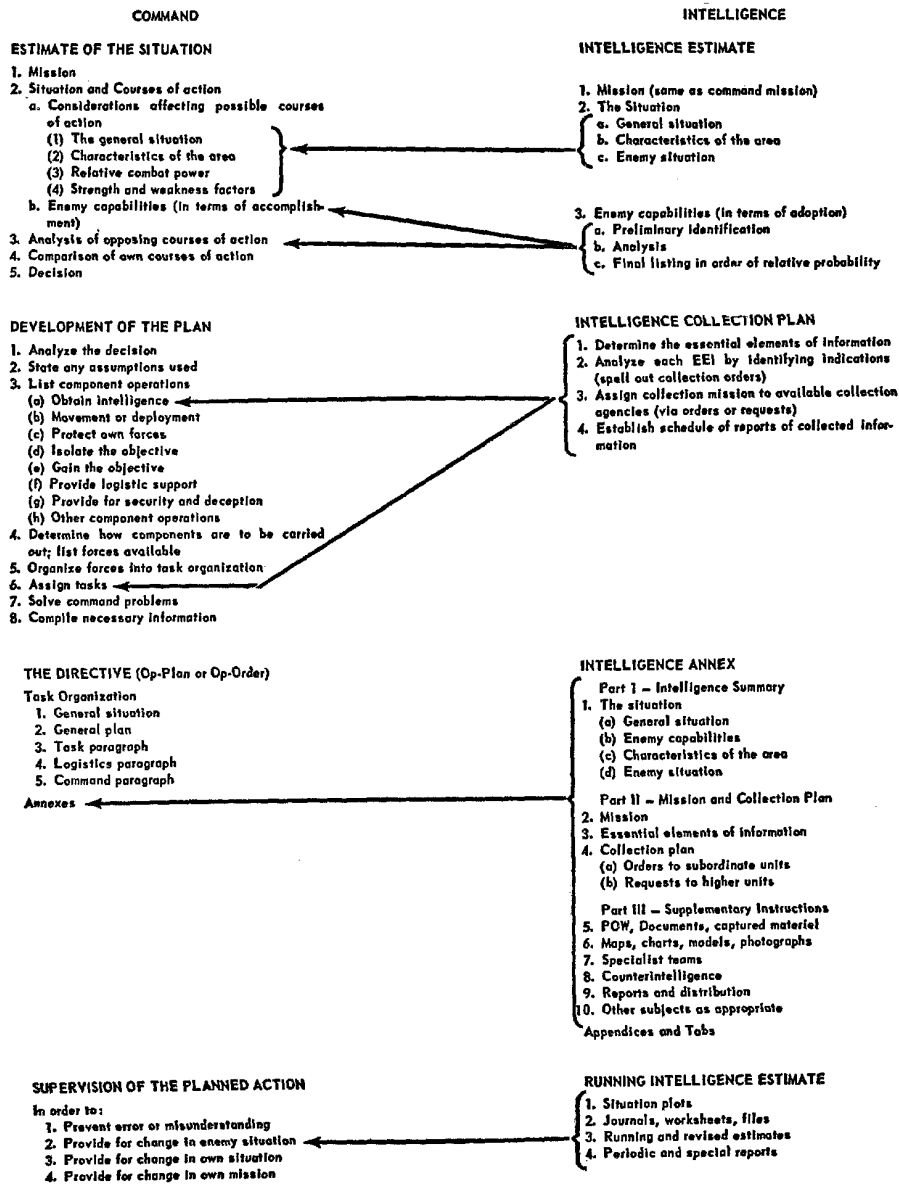 COMMAND
ESTIMATE OF THE SITUATION
1. Mission
2. Situation and Courses of action
a. Considerations affecting possible courses
of action
(1) The general situation
(2) Characteristics of the area
(3) Relative combat power
(4) Strength and weakness factors
b. Enemy capabilities (in terms of accomplish-
ment)
3. Analysis of opposing courses of action
4. Comparison of own courses of action
5. Decision
INTELLIGENCE
INTELLIGENCE ESTIMATE
1. Mission (same as command mission)
2. The Situation
a. General situation
b. Characteristics of the area
c. Enemy situation
3. Enemy capabilities (in terms of adoption)
a. Preliminary identification
b. Analysis
c. Final listing in order of relative probability
DEVELOPMENT OF THE PLAN
1. Analyze the decision
2. State any assumptions used
3. List component operations
(a) Obtain intelligence
(b) Movement or deployment
(c) Protect own forces
(d) Isolate the objective
(e) Gain the objective
(f) Provide logistic support
(g) Provide for security and deception
(h) Other component operations
4. Determine how components are to be carried
out; list forces available
5. Organize forces into task organization
6. Assign tasks
7. Solve command problems
8. Compile necessary information
INTELLIGENCE COLLECTION PLAN
1. Determine the essential elements of information
2. Analyze each EEI by identifying indications
(spell out collection orders)
3. Assign collection mission to available collection
agencies (via orders or requests)
4. Establish schedule of reports of collected infor-
mation
THE DIRECTIVE (Op-Plan or Op-Order)
Task Organization
1. General situation
2. General plan
3. Task paragraph
4. Logistics paragraph
5. Command paragraph
Annexes
INTELLIGENCE ANNEX
Part I – Intelligence Summary
1. The situation
(a) General situation
(b) Enemy capabilities
(c) Characteristics of the area
(d) Enemy situation
Part II – Mission and Collection Plan
2. Mission
3. Essential elements of information
4. Collection plan
(a) Orders to subordinate units
(b) Requests to higher units
Part III – Supplementary Instructions
5. POW, Documents, captured materiel
6. Maps, charts, models, photographs
7. Specialist teams
8. Counterintelligence
9. Reports and distribution
10. Other subjects as appropriate
Appendices and Tabs
SUPERVISION OF THE PLANNED ACTION
In order to:
1. Prevent error or misunderstanding
2. Provide for change in enemy situation
3. Provide for change in own situation
4. Provide for change in own mission
RUNNING INTELLIGENCE ESTIMATE
1. Situation plots
2. Journals, worksheets, files
3. Running and revised estimates
4. Periodic and special reports